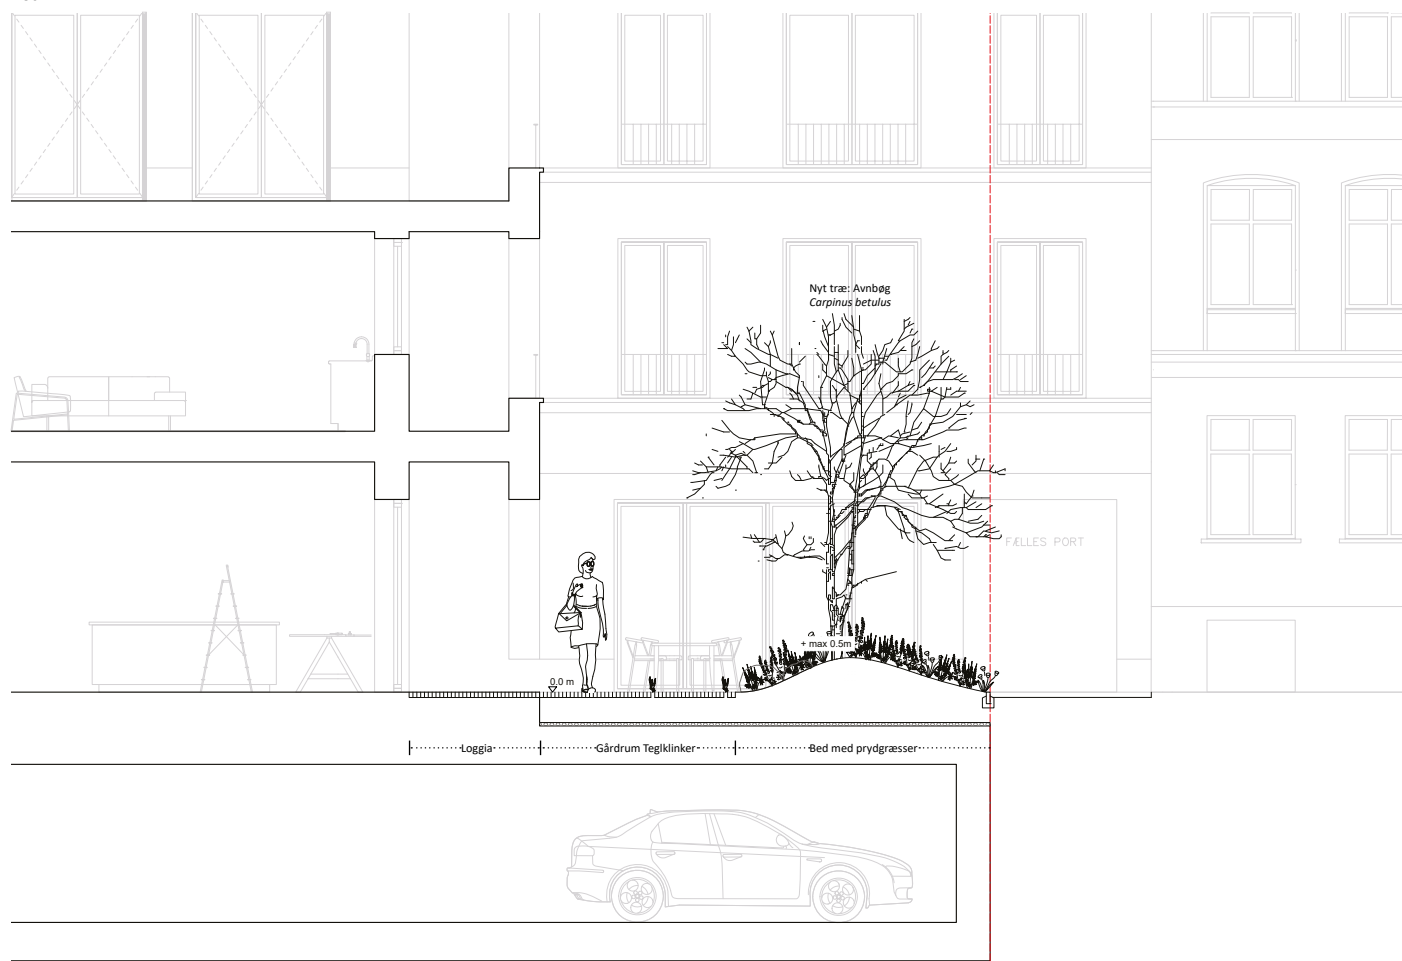 Nyt træ: Avnbøg
Carpinus betulus
FÆLLES PORT
+ max 0.5m
0.0 m
Loggia
Gårdrum Teglklinker
Bed med prydgræsser